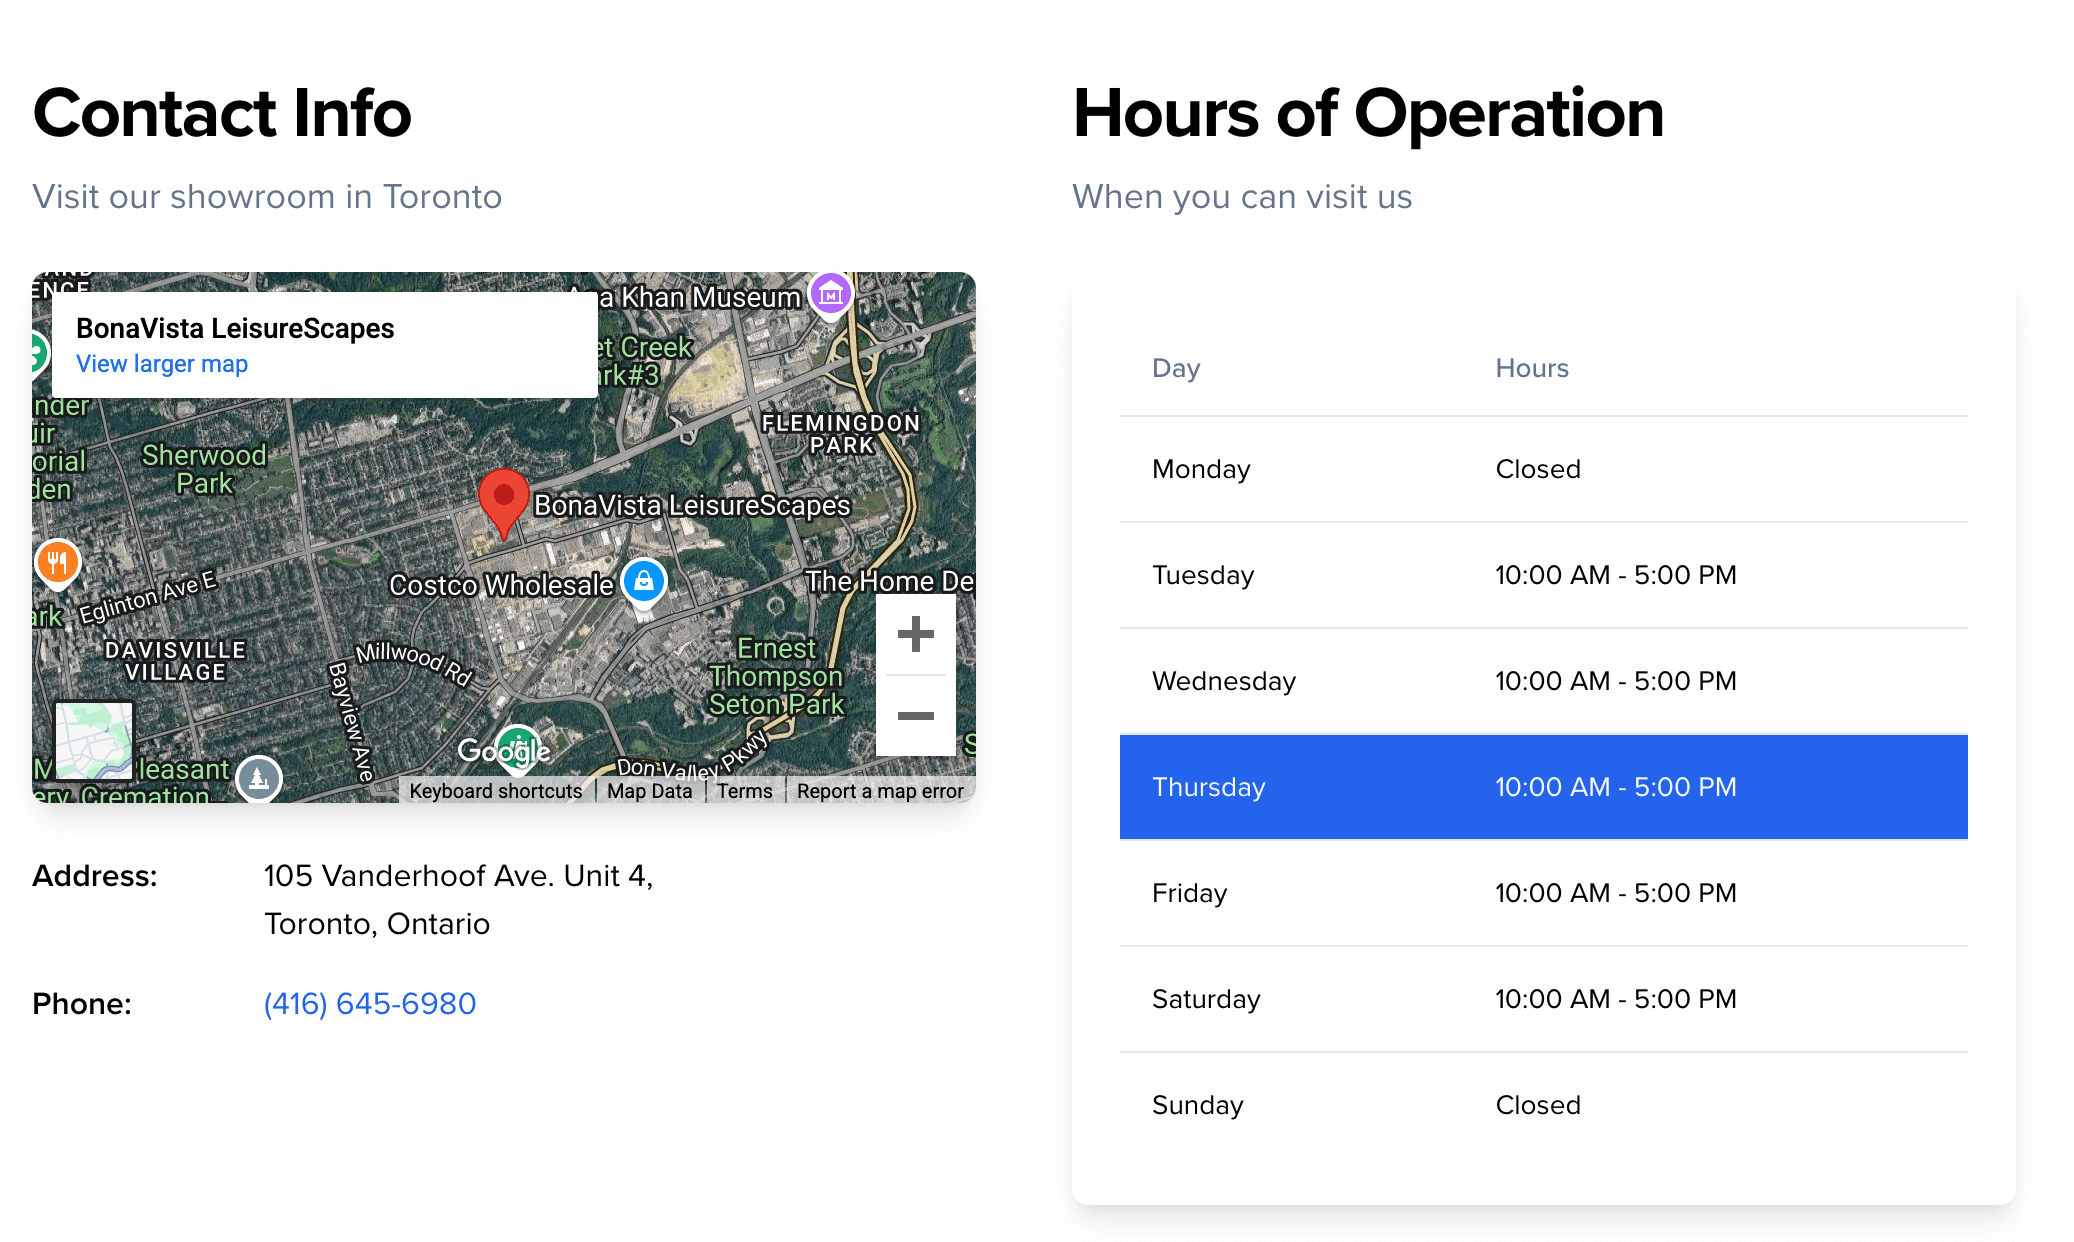 Contact Info
Visit our showroom in Toronto
BonaVista LeisureScapes
View larger map
Khan Museum
Creek
FLEMINGDON
PARK
Sherwood
Park
BonaVista LeisureScapes
Costco Wholesale
The Home De
Eglinton Ave E
DAVISVILLE
VILLAGE
Millwood Rd
Bayview Ave
Ernest
Thompson
Seton Park
Don Valley Pkwy
Google
Cremation
Keyboard shortcuts
Map Data
Terms
Report a map error
Address:
105 Vanderhoof Ave. Unit 4,
Toronto, Ontario
Phone:
(416) 645-6980
Hours of Operation
When you can visit us
Day Hours
Monday Closed
Tuesday 10:00 AM - 5:00 PM
Wednesday 10:00 AM - 5:00 PM
Thursday 10:00 AM - 5:00 PM
Friday 10:00 AM - 5:00 PM
Saturday 10:00 AM - 5:00 PM
Sunday Closed